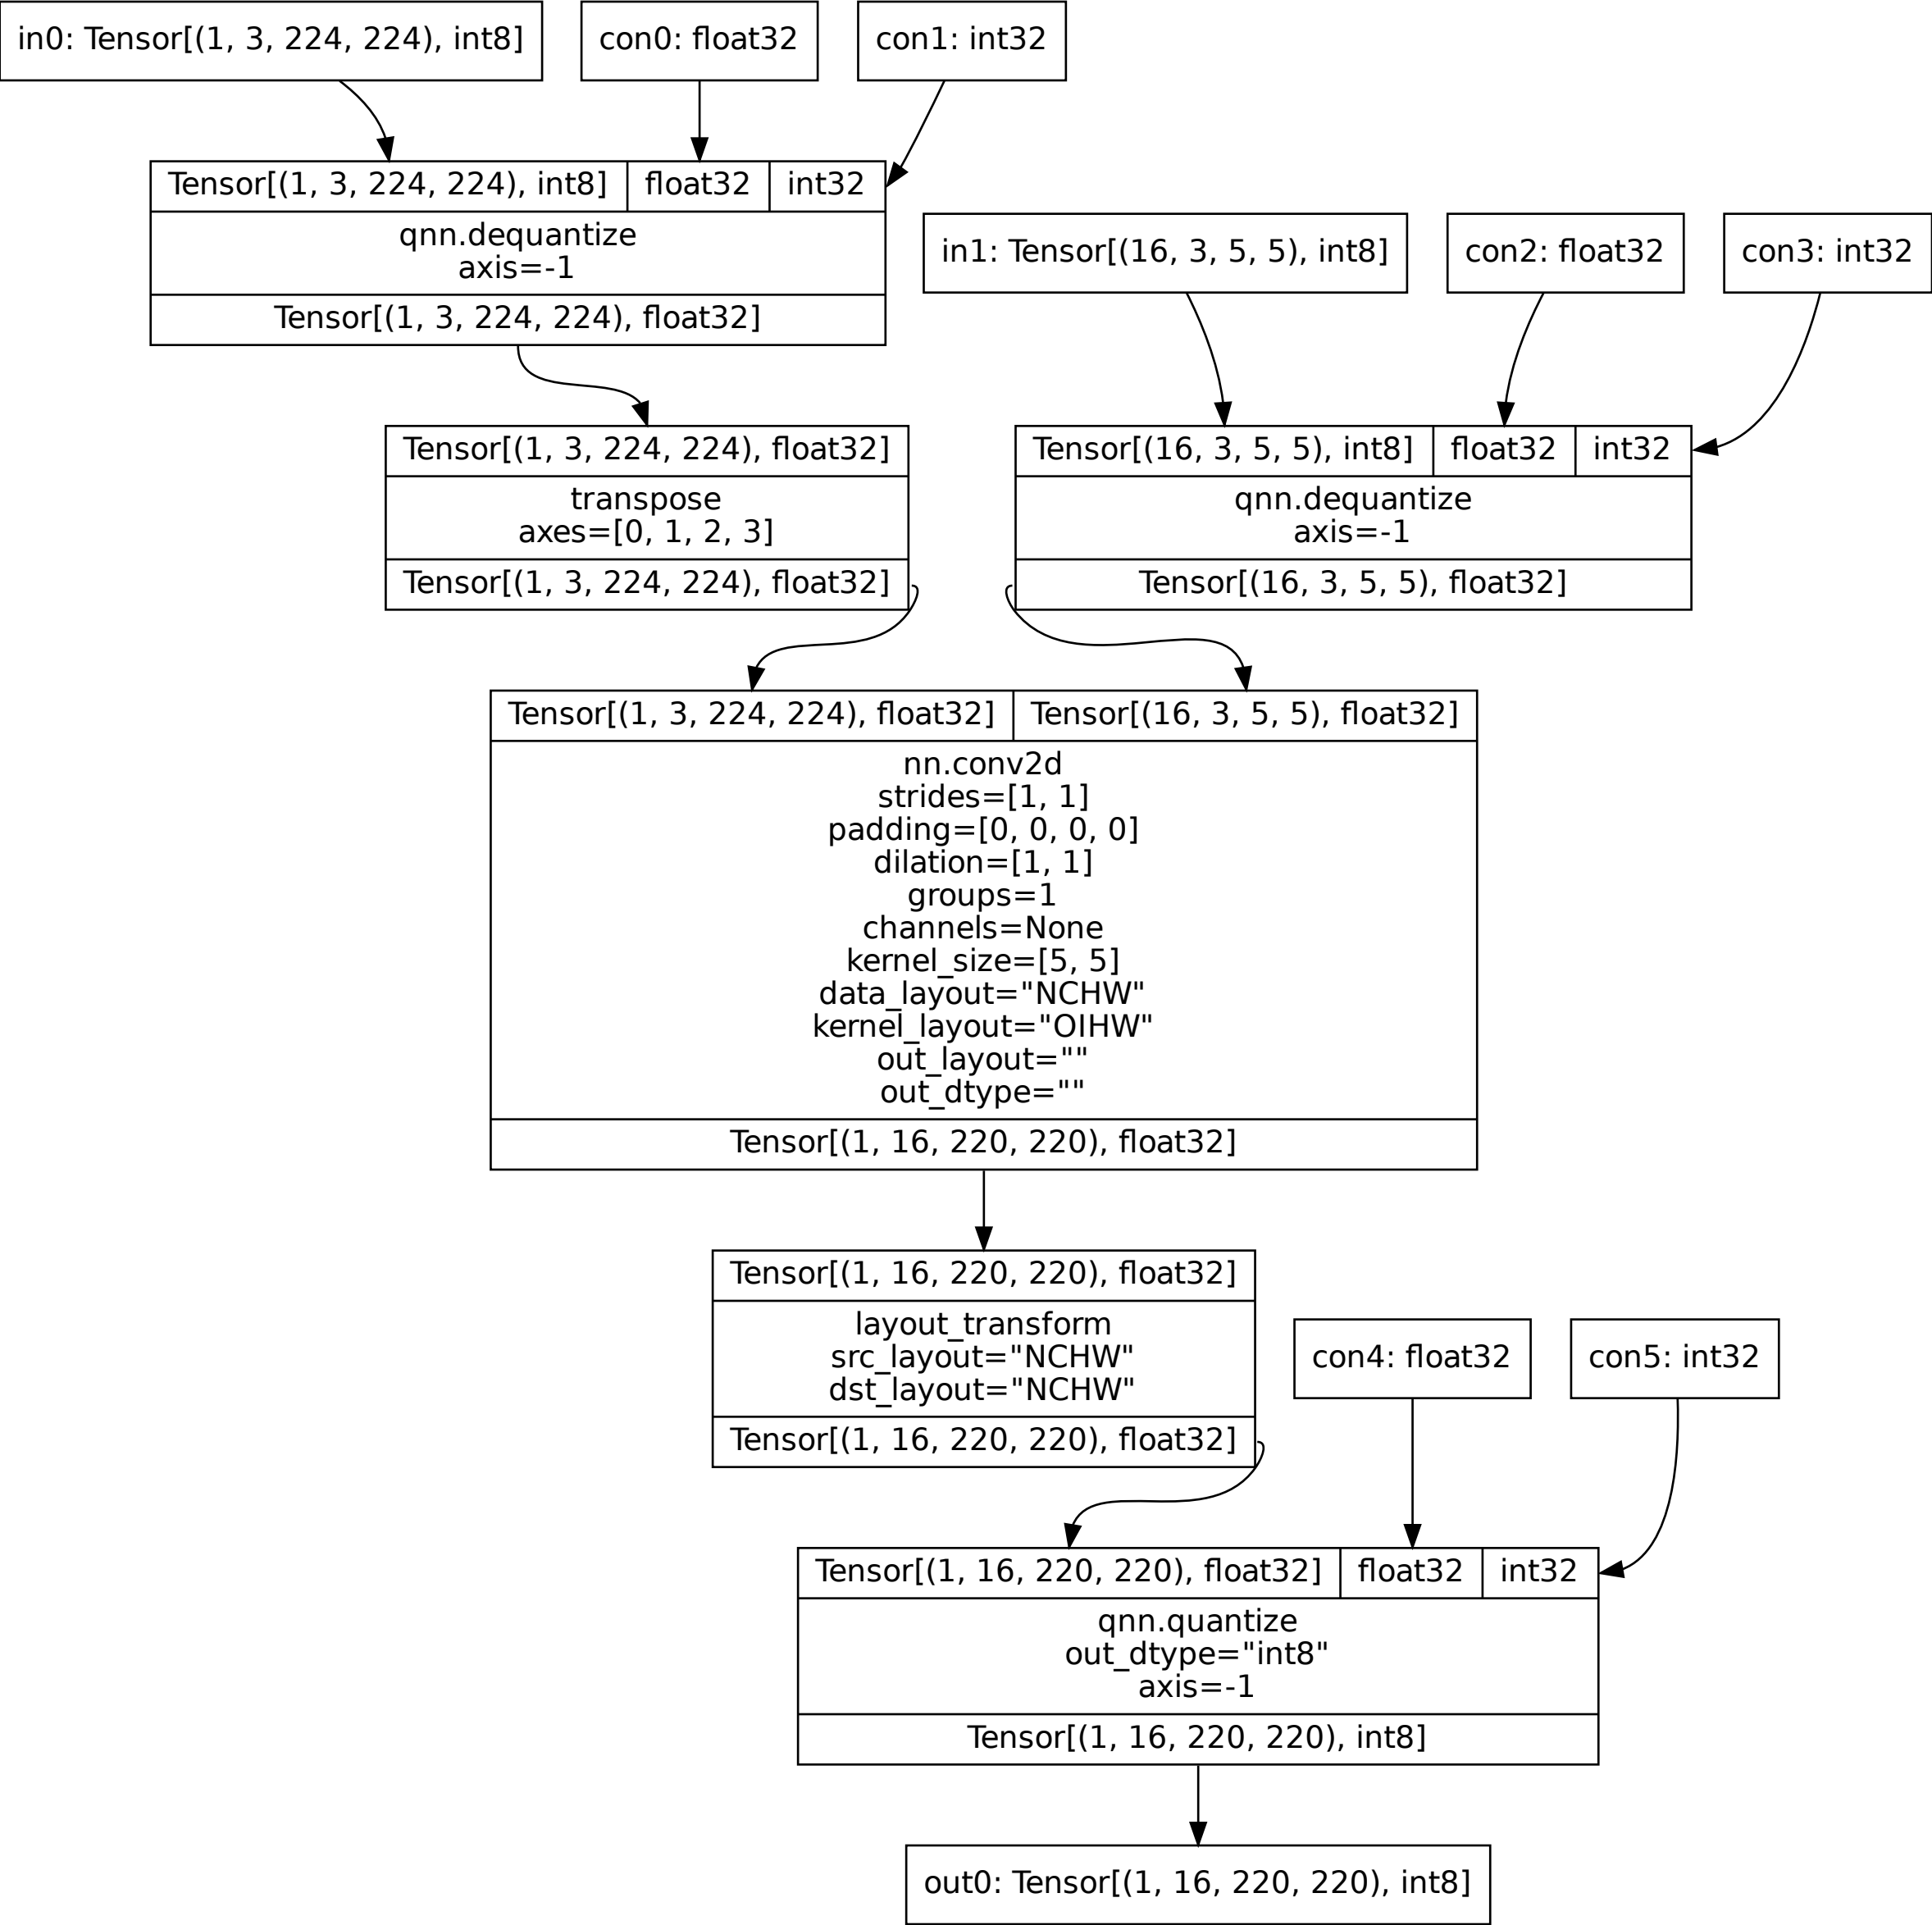 in0: Tensor[(1, 3, 224, 224), int8]
con0: float32
con1: int32
Tensor[(1, 3, 224, 224), int8]
float32
int32
qnn.dequantize
axis=-1
Tensor[(1, 3, 224, 224), float32]
in1: Tensor[(16, 3, 5, 5), int8]
con2: float32
con3: int32
Tensor[(1, 3, 224, 224), float32]
transpose
axes=[0, 1, 2, 3]
Tensor[(1, 3, 224, 224), float32]
Tensor[(16, 3, 5, 5), int8]
float32
int32
qnn.dequantize
axis=-1
Tensor[(16, 3, 5, 5), float32]
Tensor[(1, 3, 224, 224), float32]
Tensor[(16, 3, 5, 5), float32]
nn.conv2d
strides=[1, 1]
padding=[0, 0, 0, 0]
dilation=[1, 1]
groups=1
channels=None
kernel_size=[5, 5]
data_layout="NCHW"
kernel_layout="OIHW"
out_layout=""
out_dtype=""
Tensor[(1, 16, 220, 220), float32]
Tensor[(1, 16, 220, 220), float32]
layout_transform
src_layout="NCHW"
dst_layout="NCHW"
Tensor[(1, 16, 220, 220), float32]
con4: float32
con5: int32
Tensor[(1, 16, 220, 220), float32]
float32
int32
qnn.quantize
out_dtype="int8"
axis=-1
Tensor[(1, 16, 220, 220), int8]
out0: Tensor[(1, 16, 220, 220), int8]